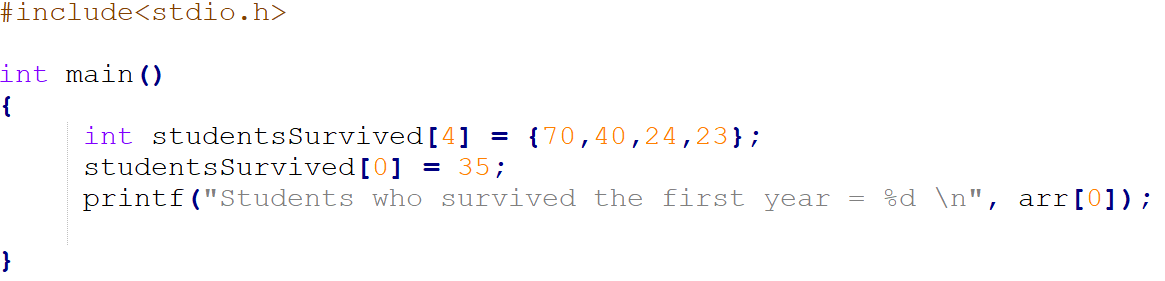 #include<stdio.h>
int main()
{
int studentsSurvived[4] = {70,40,24,23};
studentsSurvived[0] = 35;
printf("Students who survived the first year = %d \n", arr[0]);
}